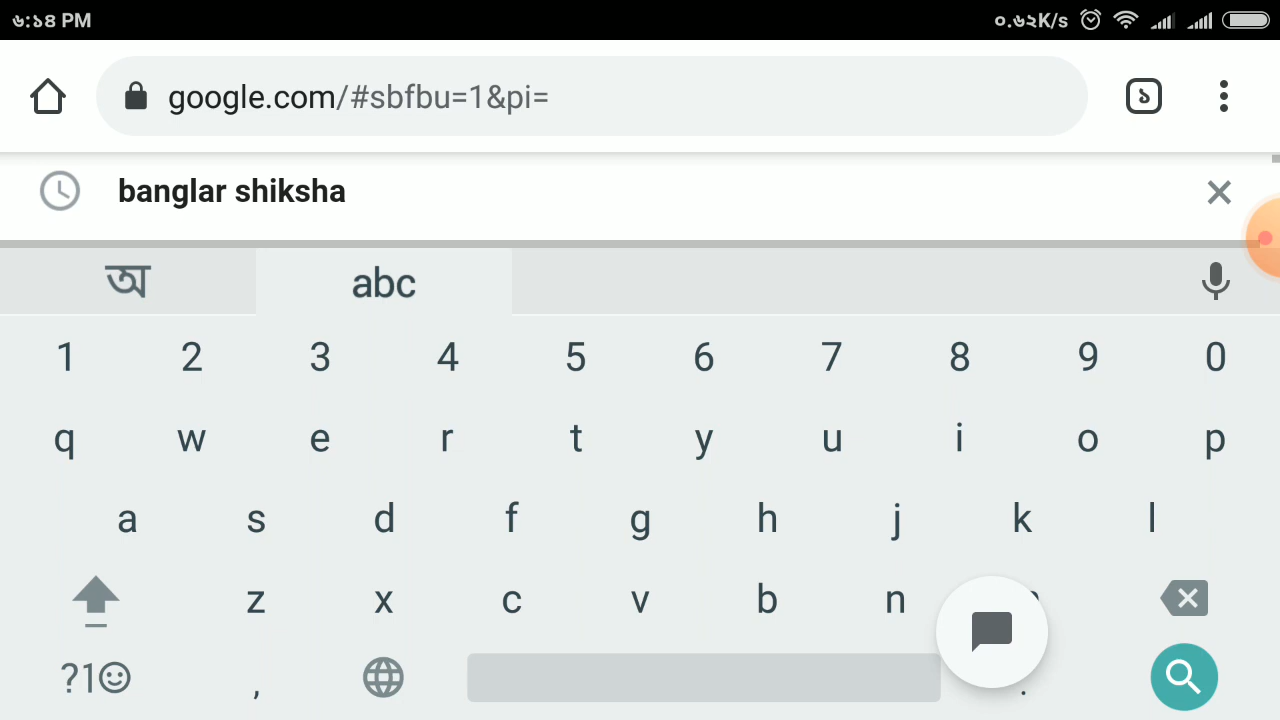 ৬:১৪ PM ০.৬২K/s
google.com/#sbfbu=1&pi= ১
banglar shiksha
অ abc
1 2 3 4 5 6 7 8 9 0
q w e r t y u i o p
a s d f g h j k l
z x c v b n
?1☺ , .